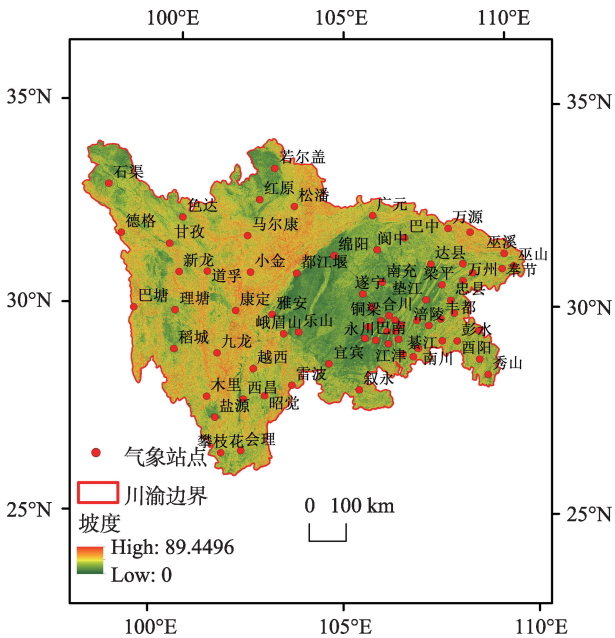 100°E 105°E 110°E
35°N 35°N
若尔盖
石渠
红原 松潘
色达
德格
广元
甘孜
马尔康
巴中
万源
阆中
巫溪
绵阳
巫山
道孚
小金
都江堰
达县
新龙
南充 梁平 万州 奉节
遂宁 垫江 忠县
30°N 30°N
巴塘
理塘
康定
雅安
铜梁 合川
丰都
涪陵
峨眉山
乐山
永川 巴南
彭水
稻城
九龙
宜宾
江津
綦江 酉阳
越西
南川
雷波
叙永
秀山
木里
西昌
昭觉
盐源
攀枝花 会理
气象站点
川渝边界
坡度
High: 89.4496
Low: 0
0 100 km
25°N 25°N
100°E 105°E 110°E